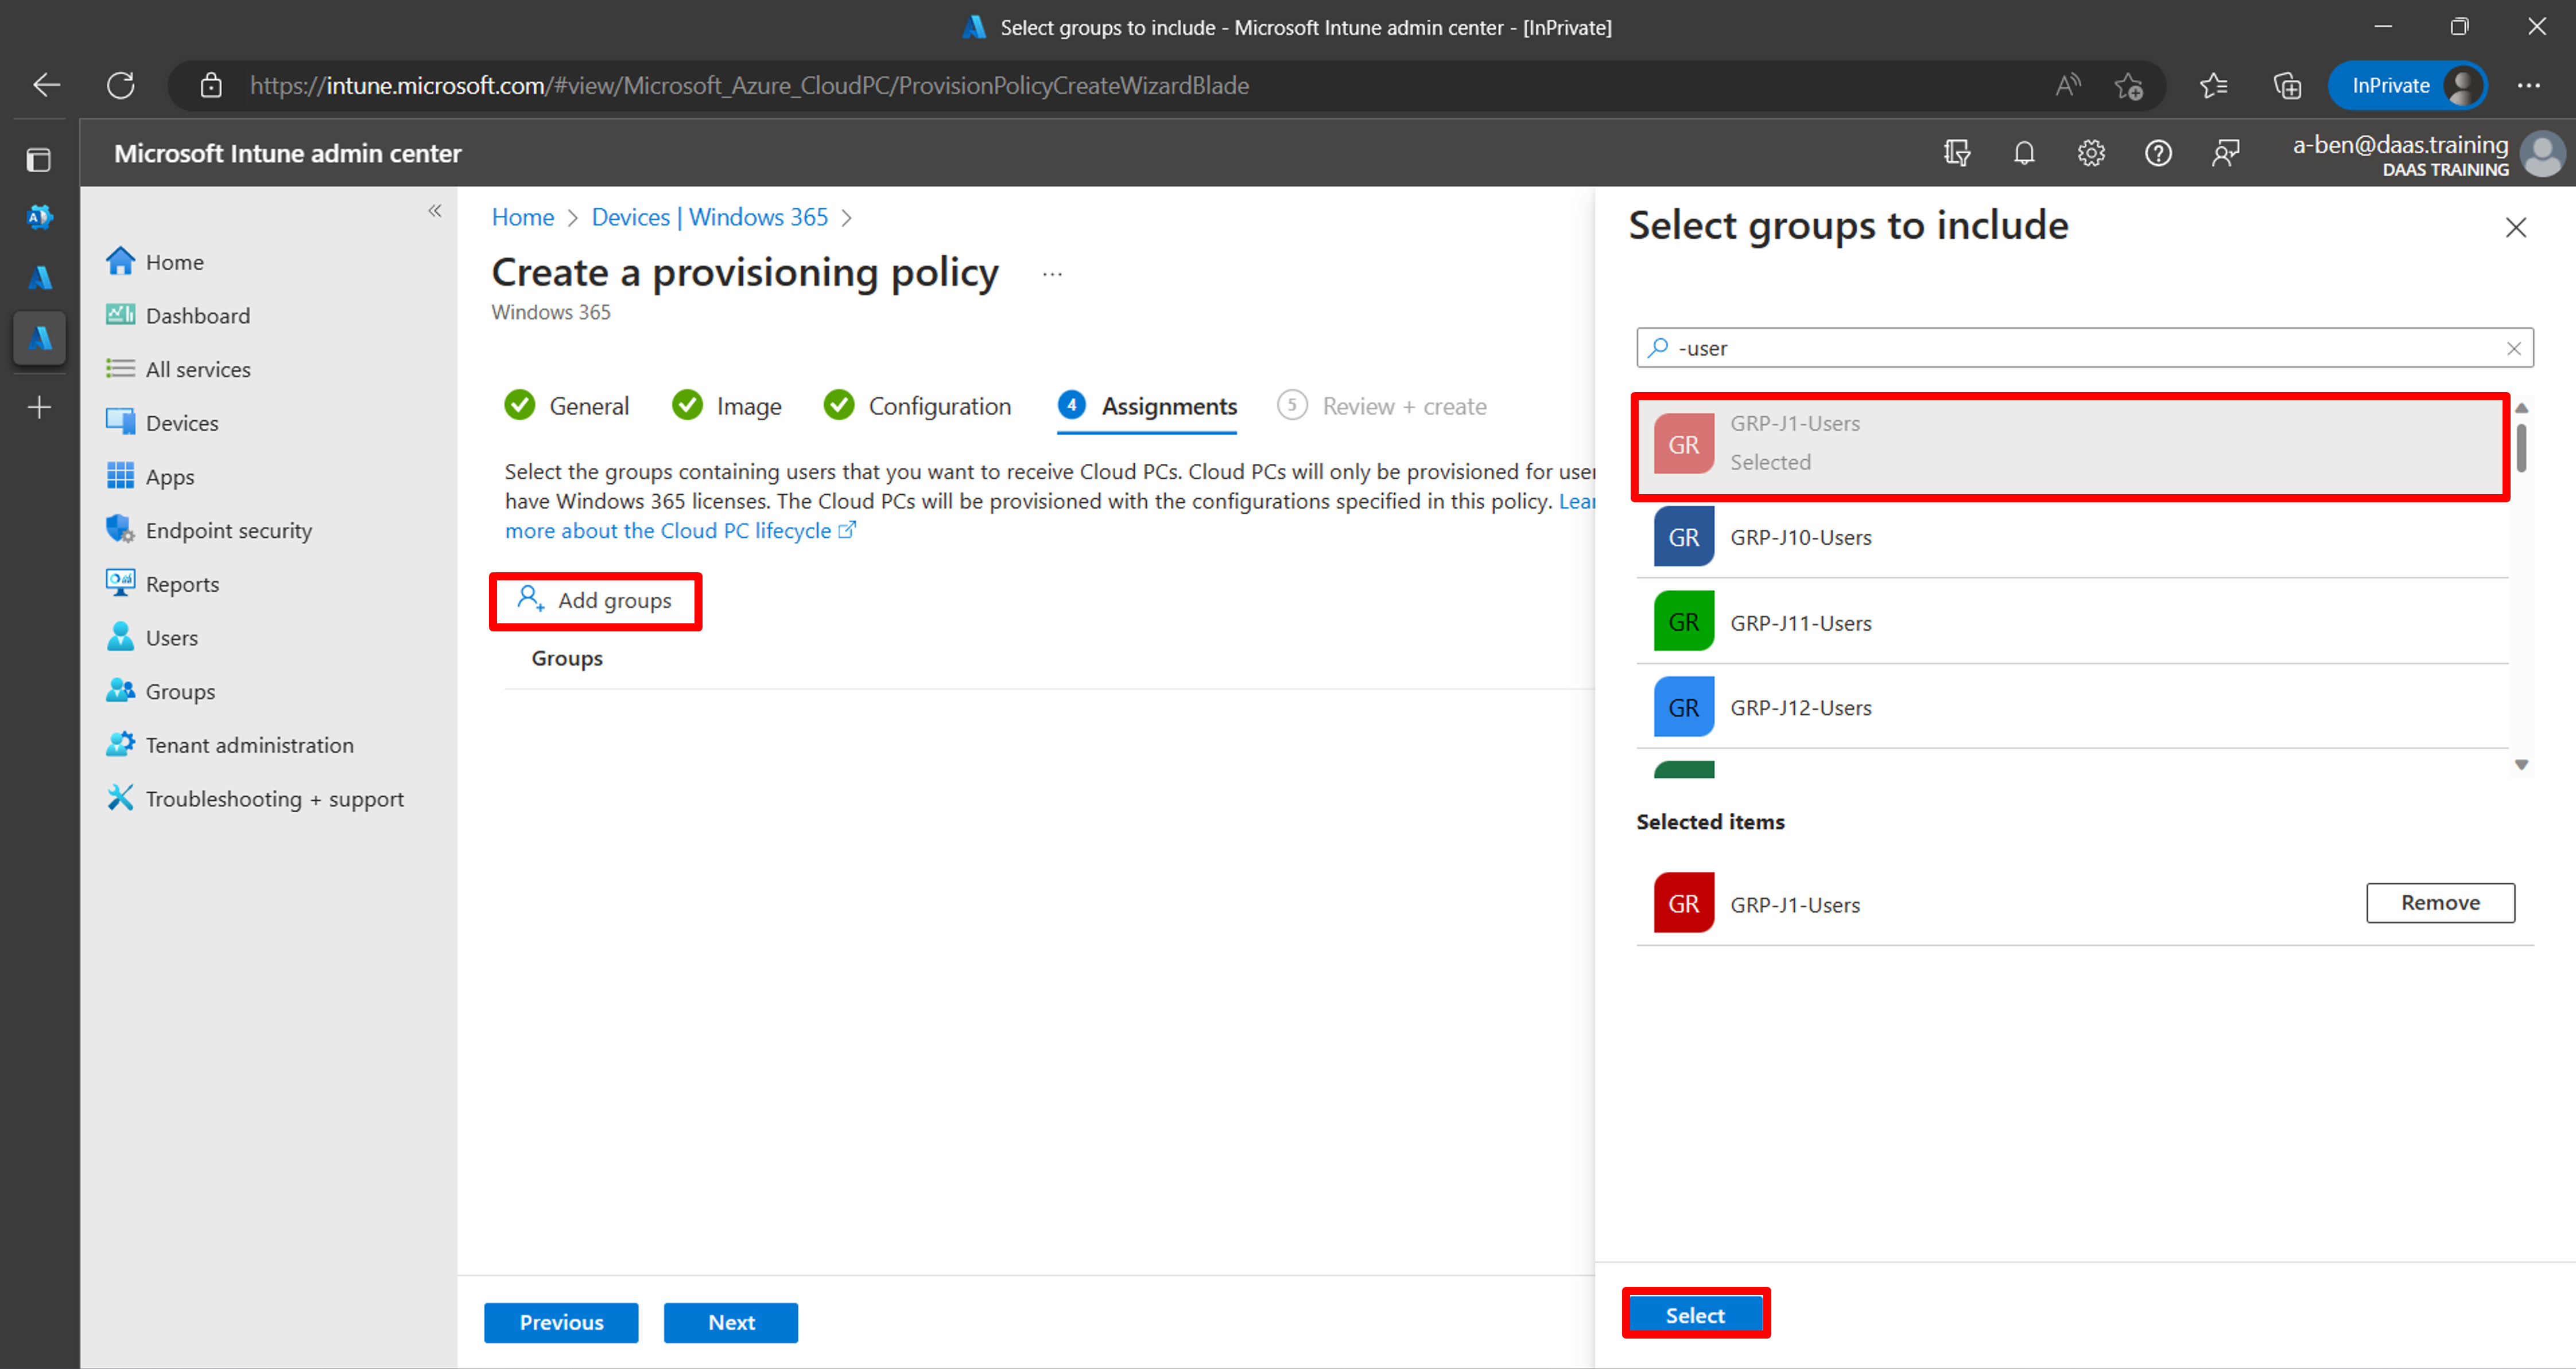 Select groups to include - Microsoft Intune admin center - [InPrivate]
https://intune.microsoft.com/#view/Microsoft_Azure_CloudPC/ProvisionPolicyCreateWizardBlade
InPrivate
Microsoft Intune admin center
a-ben@daas.training
DAAS TRAINING
Home
Dashboard
All services
Devices
Apps
Endpoint security
Reports
Users
Groups
Tenant administration
Troubleshooting + support
Home > Devices | Windows 365 >
Create a provisioning policy ...
Windows 365
General
Image
Configuration
4 Assignments
5 Review + create
Select the groups containing users that you want to receive Cloud PCs. Cloud PCs will only be provisioned for user
have Windows 365 licenses. The Cloud PCs will be provisioned with the configurations specified in this policy. Lear
more about the Cloud PC lifecycle
Add groups
Groups
Previous
Next
Select groups to include
-user
GR GRP-J1-Users
Selected
GR GRP-J10-Users
GR GRP-J11-Users
GR GRP-J12-Users
Selected items
GR GRP-J1-Users
Remove
Select